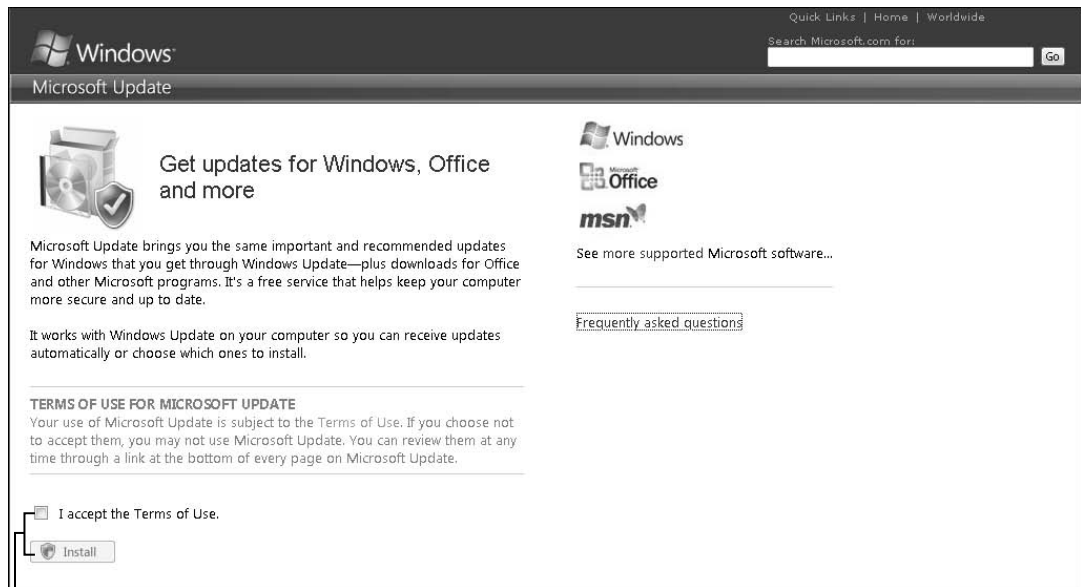 Quick Links | Home | Worldwide
Search Microsoft.com for:
Go
Windows
Microsoft Update
Get updates for Windows, Office
and more
Microsoft Update brings you the same important and recommended updates
for Windows that you get through Windows Update—plus downloads for Office
and other Microsoft programs. It's a free service that helps keep your computer
more secure and up to date.
It works with Windows Update on your computer so you can receive updates
automatically or choose which ones to install.
TERMS OF USE FOR MICROSOFT UPDATE
Your use of Microsoft Update is subject to the Terms of Use. If you choose not
to accept them, you may not use Microsoft Update. You can review them at any
time through a link at the bottom of every page on Microsoft Update.
I accept the Terms of Use.
Install
Windows
Microsoft
Office
msn
See more supported Microsoft software...
Frequently asked questions